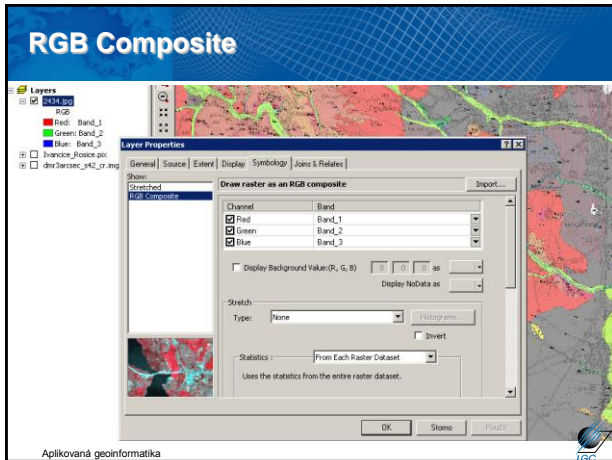 RGB Composite
Layers
2434.jpg
RGB
Red: Band_1
Green: Band_2
Blue: Band_3
Ivancice_Rosice.pix
dmr3arcsec_s42_cr.img
Layer Properties
General Source Extent Display Symbology Joins & Relates
Show:
Stretched
RGB Composite
Draw raster as an RGB composite
Import...
Channel Band
Red Band_1
Green Band_2
Blue Band_3
Display Background Value:(R, G, B) 0 0 0 as
Display NoData as
Stretch
Type: None
Histograms...
Invert
Statistics : From Each Raster Dataset
Uses the statistics from the entire raster dataset.
OK Storno Použít
Aplikovaná geoinformatika
LGC